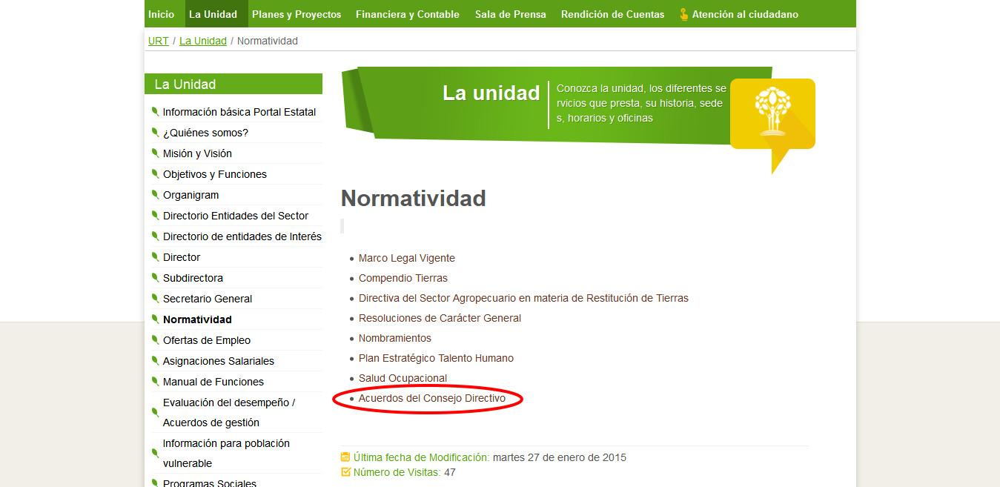 Inicio La Unidad Planes y Proyectos Financiera y Contable Sala de Prensa Rendición de Cuentas Atención al ciudadano
URT / La Unidad / Normatividad
La Unidad
Información básica Portal Estatal
¿Quiénes somos?
Misión y Visión
Objetivos y Funciones
Organigram
Directorio Entidades del Sector
Directorio de entidades de Interés
Director
Subdirectora
Secretario General
Normatividad
Ofertas de Empleo
Asignaciones Salariales
Manual de Funciones
Evaluación del desempeño /
Acuerdos de gestión
Información para población
vulnerable
Programas Sociales
La unidad
Conozca la unidad, los diferentes se
rvicios que presta, su historia, sede
s, horarios y oficinas
Normatividad
Marco Legal Vigente
Compendio Tierras
Directiva del Sector Agropecuario en materia de Restitución de Tierras
Resoluciones de Carácter General
Nombramientos
Plan Estratégico Talento Humano
Salud Ocupacional
Acuerdos del Consejo Directivo
Última fecha de Modificación: martes 27 de enero de 2015
Número de Visitas: 47